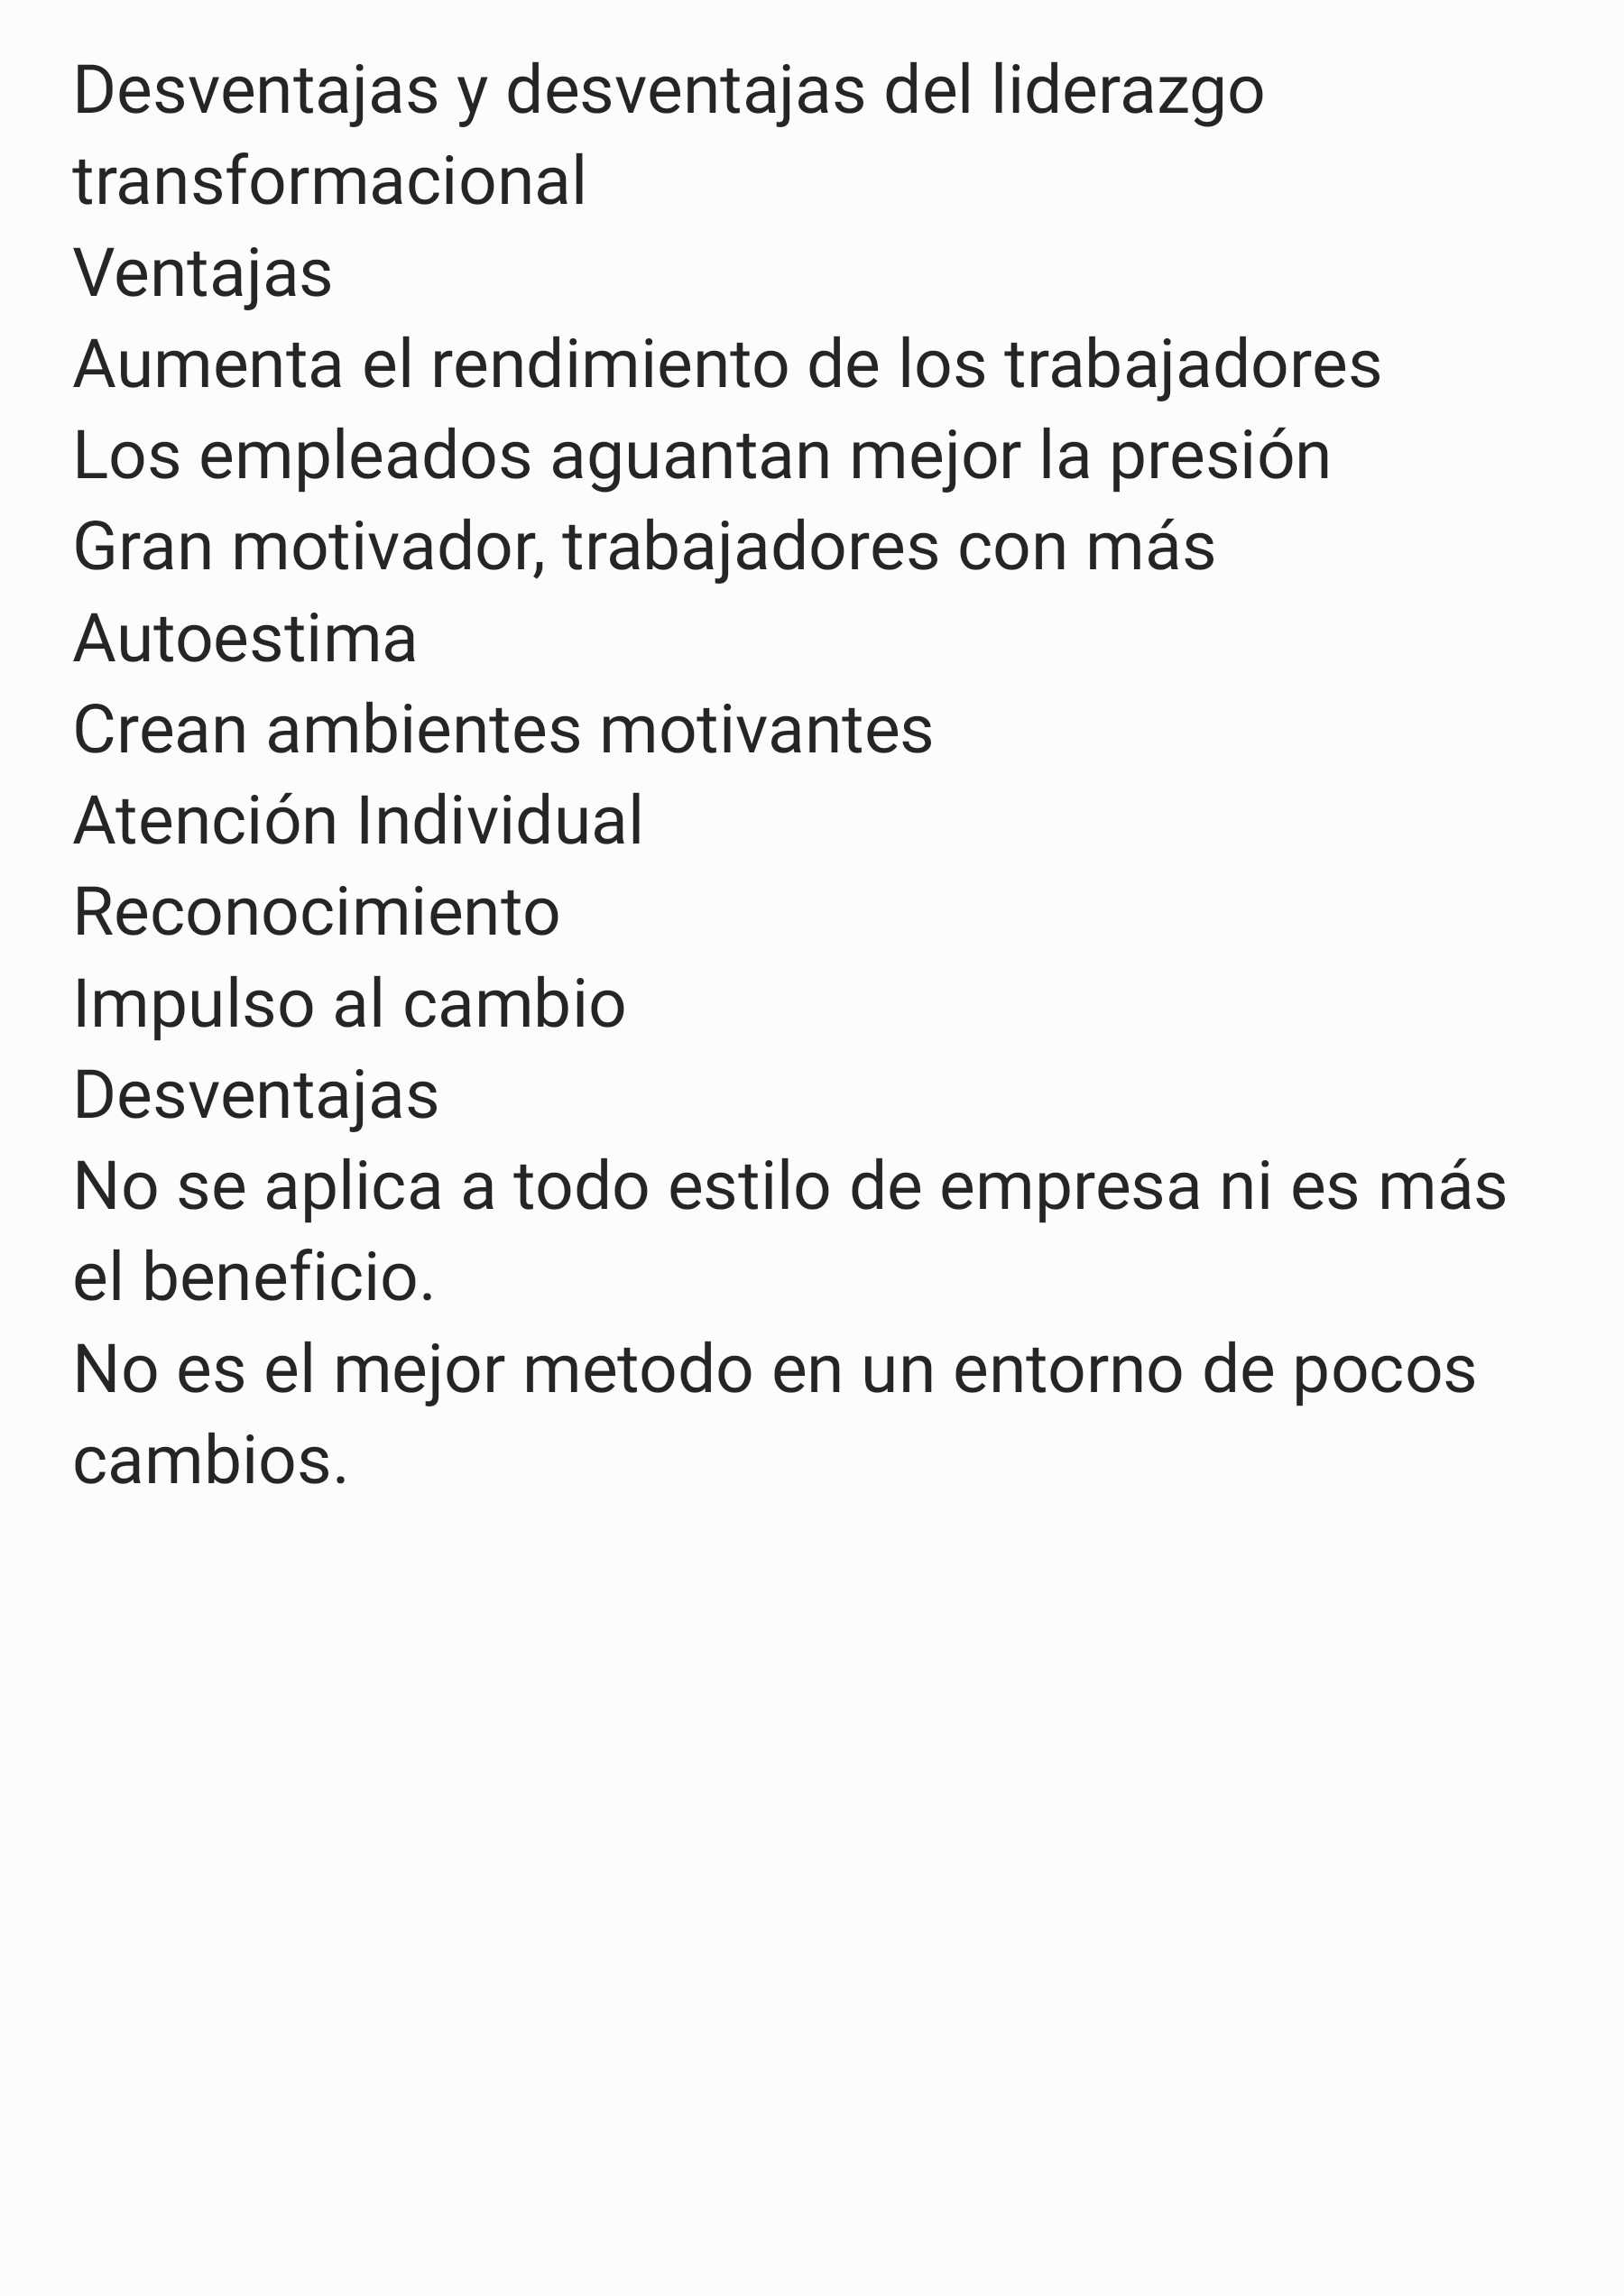 Desventajas y desventajas del liderazgo
transformacional
Ventajas
Aumenta el rendimiento de los trabajadores
Los empleados aguantan mejor la presión
Gran motivador, trabajadores con más
Autoestima
Crean ambientes motivantes
Atención Individual
Reconocimiento
Impulso al cambio
Desventajas
No se aplica a todo estilo de empresa ni es más
el beneficio.
No es el mejor metodo en un entorno de pocos
cambios.